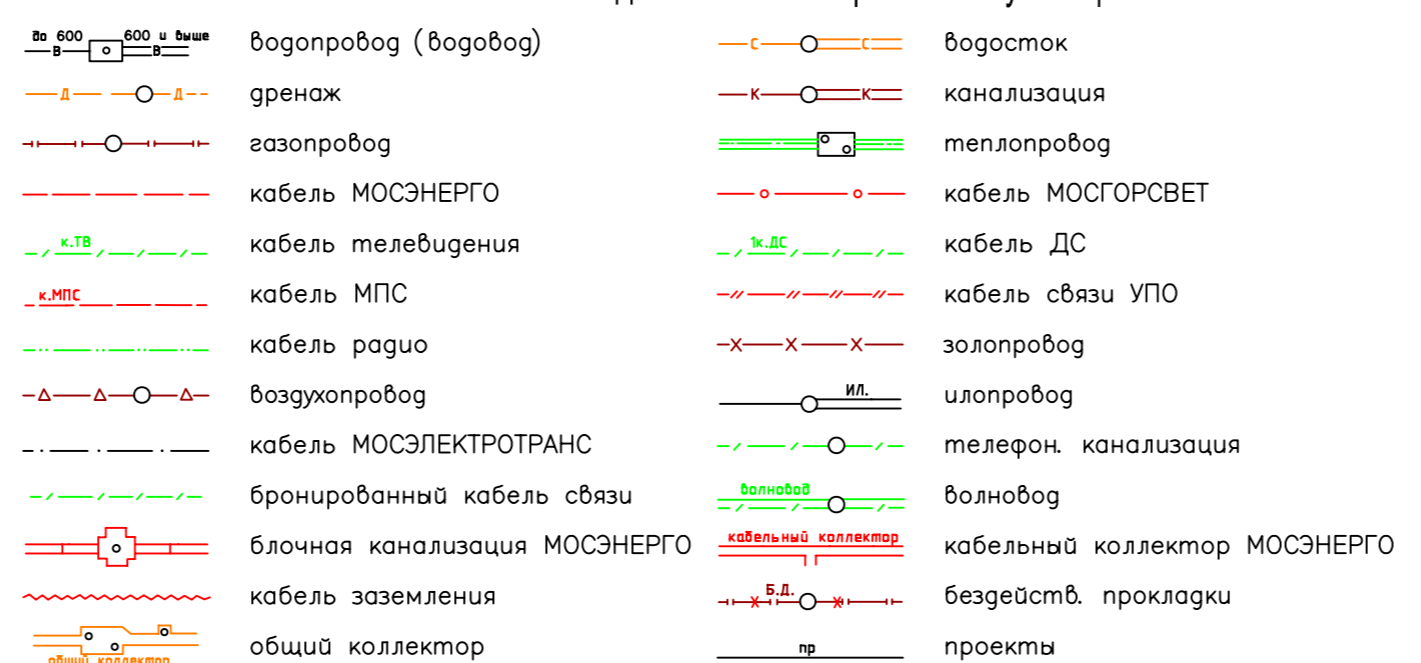 до 600 600 и выше В В водопровод (водовод) С С водосток
Д Д дренаж К К канализация
газопровод теплопровод
кабель МОСЭНЕРГО кабель МОСГОРСВЕТ
к.ТВ кабель телевидения 1к.ДС кабель ДС
к.МПС кабель МПС кабель связи УПО
кабель радио золопровод
воздухопровод ИЛ. илопровод
кабель МОСЭЛЕКТРОТРАНС телефон. канализация
бронированный кабель связи волновод волновод
блочная канализация МОСЭНЕРГО кабельный коллектор кабельный коллектор МОСЭНЕРГО
кабель заземления Б.Д. бездейств. прокладки
общий коллектор общий коллектор пр проекты